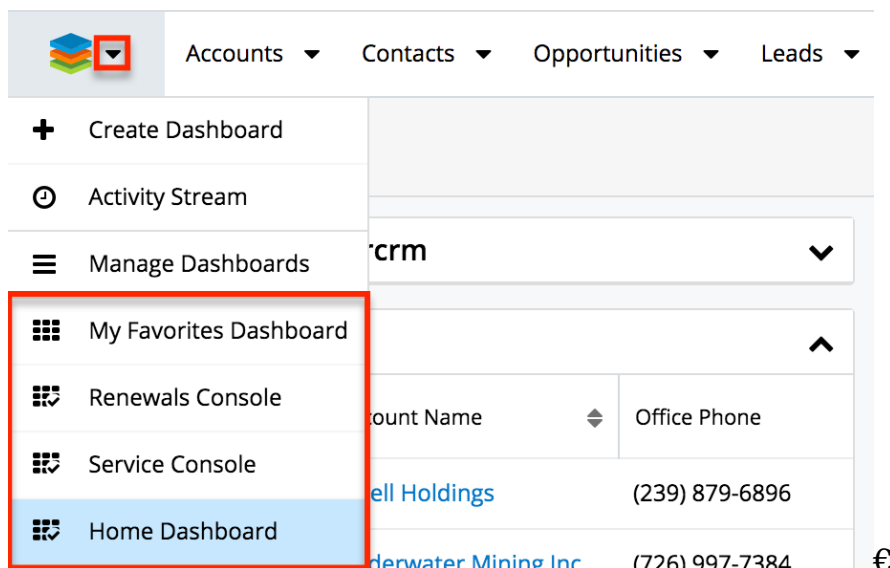 Accounts Contacts Opportunities Leads
Create Dashboard
Activity Stream
Manage Dashboards
rcrm
My Favorites Dashboard
Renewals Console
ount Name Office Phone
Service Console
ell Holdings (239) 879-6896
Home Dashboard
derwater Mining Inc (726) 997-7384
€